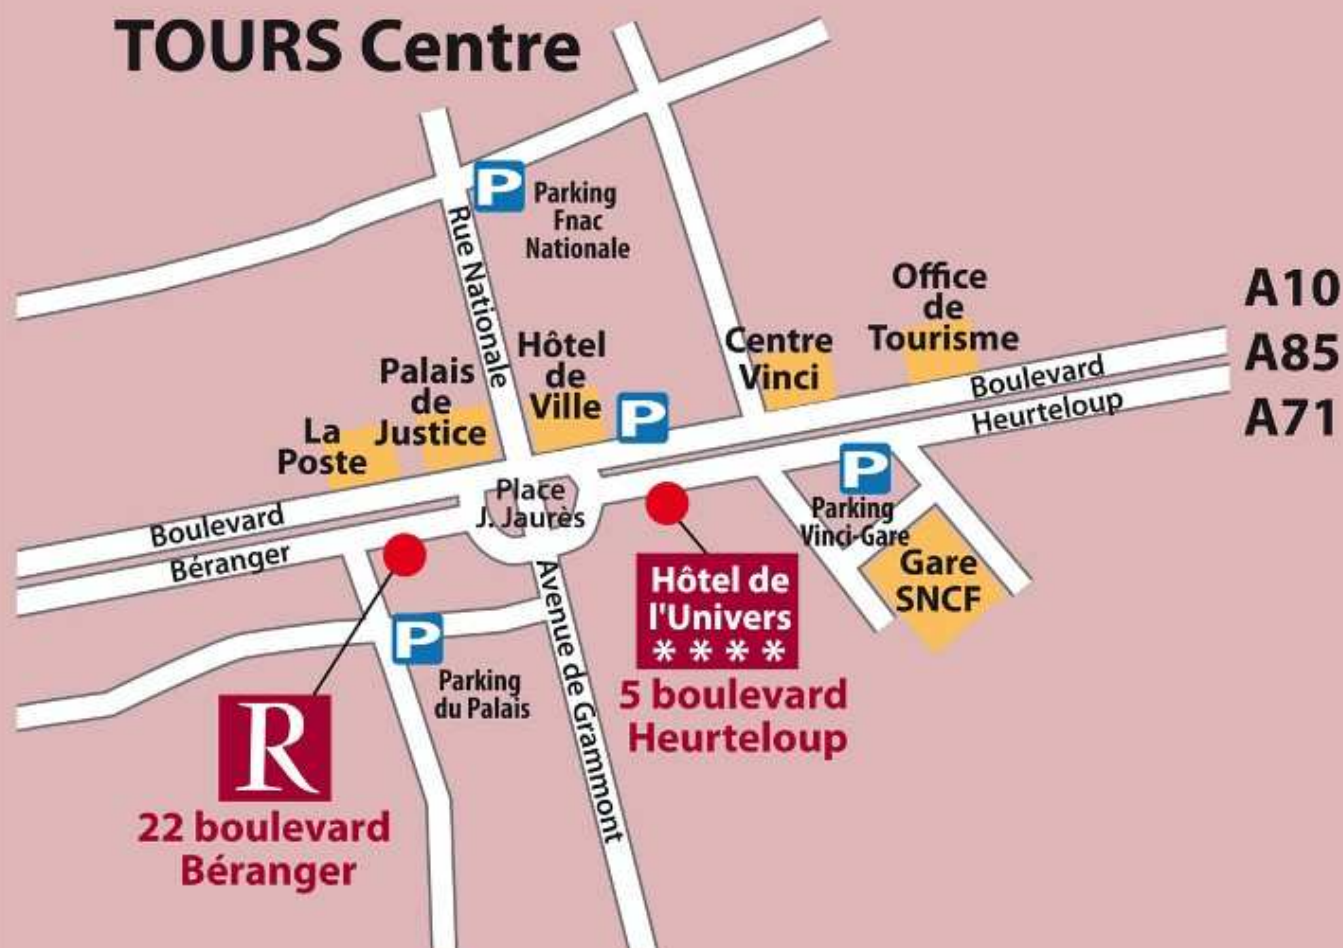 TOURS Centre
P
Parking
Fnac
Nationale
Rue Nationale
Office
de
Tourisme
A10
A85
A71
Centre
Vinci
Hôtel
de
Ville
P
Palais
de
Justice
La
Poste
Boulevard
Heurteloup
P
Parking
Vinci-Gare
Gare
SNCF
Place
J. Jaurès
Boulevard
Béranger
Hôtel de
l'Univers
* * * *
5 boulevard
Heurteloup
Avenue de Grammont
P
Parking
du Palais
R
22 boulevard
Béranger